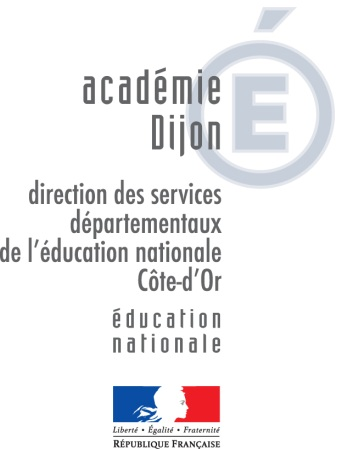 académie
Dijon
É
direction des services
départementaux
de l'éducation nationale
Côte-d'Or
éducation
nationale
Liberté • Égalité • Fraternité
RÉPUBLIQUE FRANÇAISE